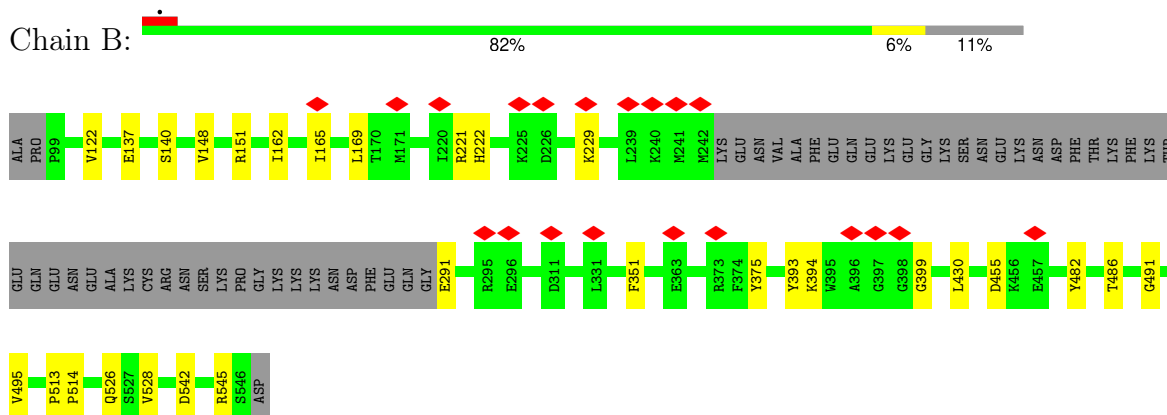 Chain B:
82% 6% 11%
ALA PRO P99 V122 E137 S140 V148 R151 I162 I165 L169 T170 M171 I220 R221 H222 K225 D226 K229 L239 K240 M241 M242 LYS GLU ASN VAL ALA PHE GLU GLN GLU LYS GLU GLY LYS SER ASN GLU LYS ASN ASP PHE THR LYS PHE LYS
GLU GLN GLU ASN GLU ALA LYS CYS ARG ASN SER LYS PRO GLY LYS LYS LYS ASN ASP PHE GLU GLN GLY E291 R295 E296 D311 L331 F351 E363 R373 F374 Y375 Y393 K394 W395 A396 G397 G398 G399 L430 D455 K456 E457 Y482 T486 G491
V495 P513 P514 Q526 S527 V528 D542 R545 S546 ASP